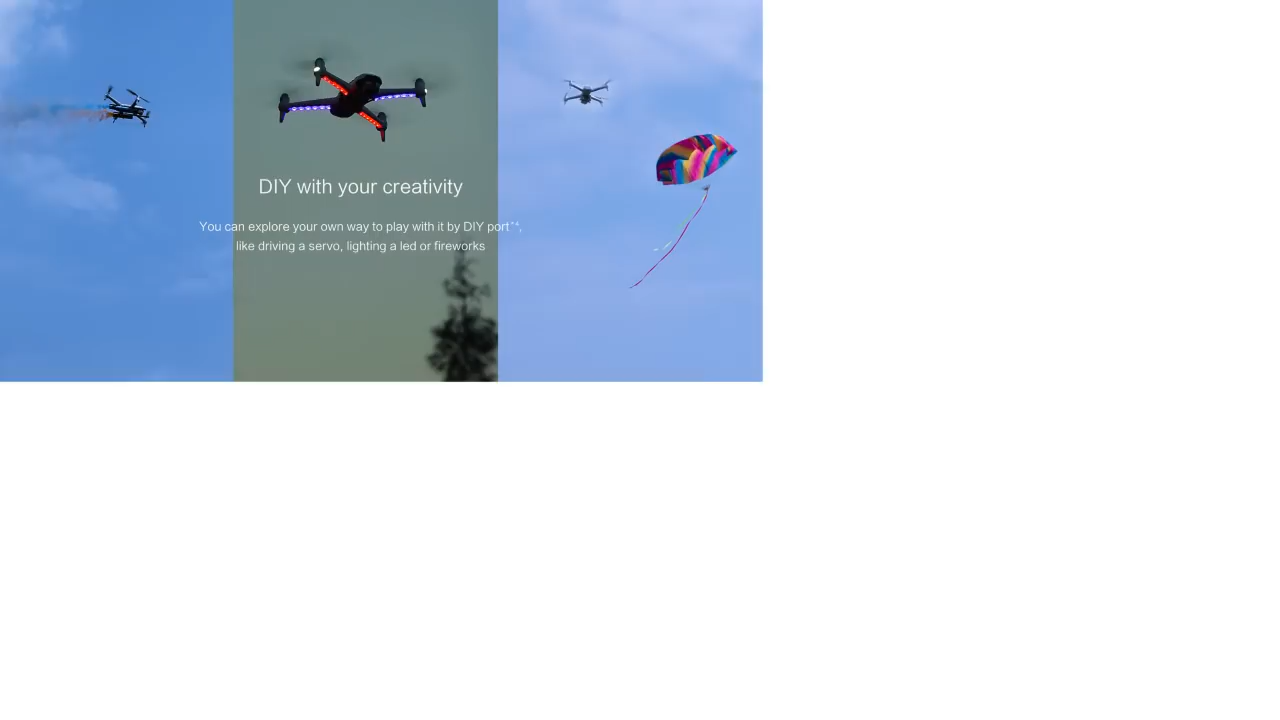 DIY with your creativity
You can explore your own way to play with it by DIY port**,
like driving a servo, lighting a led or fireworks